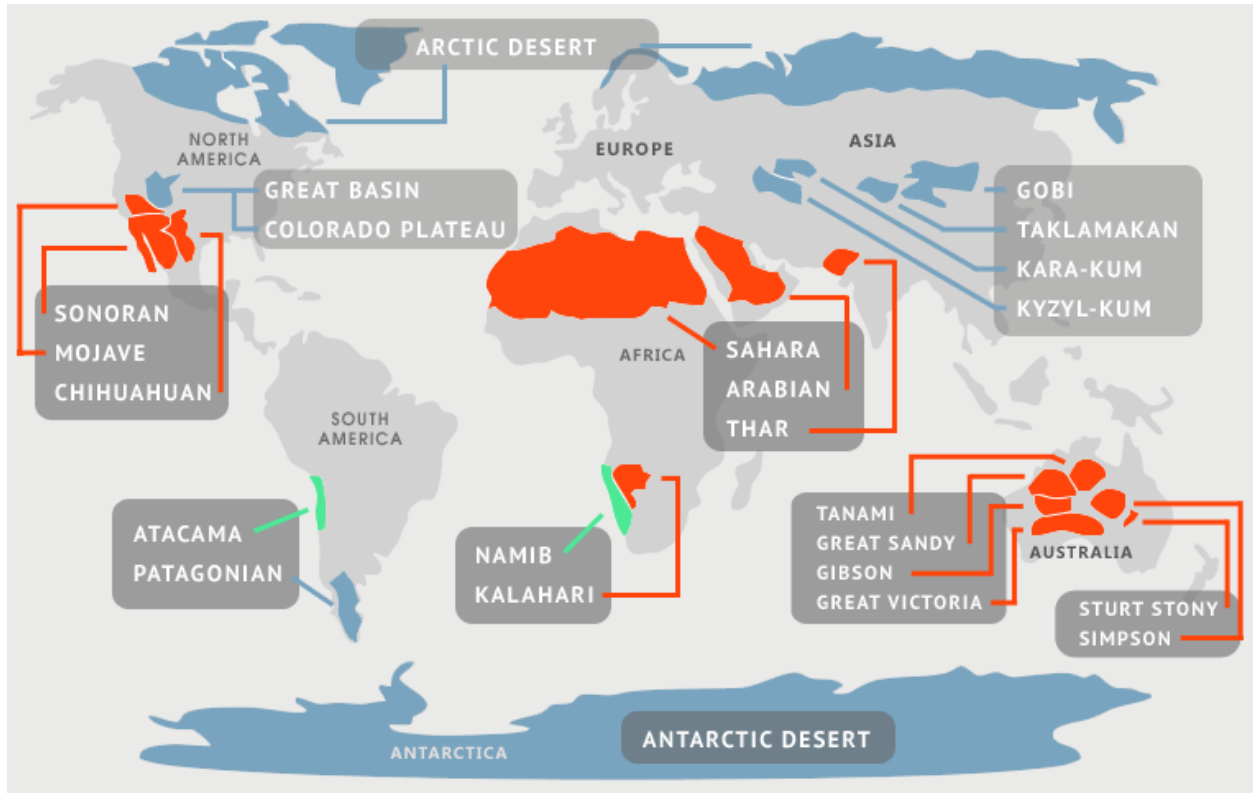 ARCTIC DESERT
NORTH
AMERICA
EUROPE
ASIA
GREAT BASIN
COLORADO PLATEAU
GOBI
TAKLAMAKAN
KARA-KUM
KYZYL-KUM
SONORAN
MOJAVE
CHIHUAHUAN
AFRICA
SAHARA
ARABIAN
THAR
SOUTH
AMERICA
ATACAMA
PATAGONIAN
NAMIB
KALAHARI
TANAMI
GREAT SANDY
GIBSON
GREAT VICTORIA
AUSTRALIA
STURT STONY
SIMPSON
ANTARCTICA
ANTARCTIC DESERT